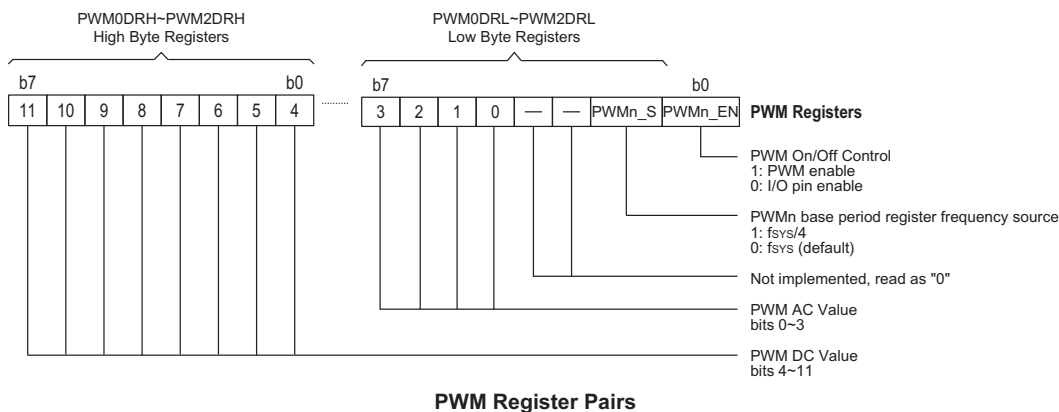 PWM0DRH~PWM2DRH
High Byte Registers
PWM0DRL~PWM2DRL
Low Byte Registers
b7 b0 b7 b0
11 10 9 8 7 6 5 4 3 2 1 0 — — PWMn_S PWMn_EN PWM Registers
PWM On/Off Control
1: PWM enable
0: I/O pin enable
PWMn base period register frequency source
1: fSYS/4
0: fSYS (default)
Not implemented, read as "0"
PWM AC Value
bits 0~3
PWM DC Value
bits 4~11
PWM Register Pairs